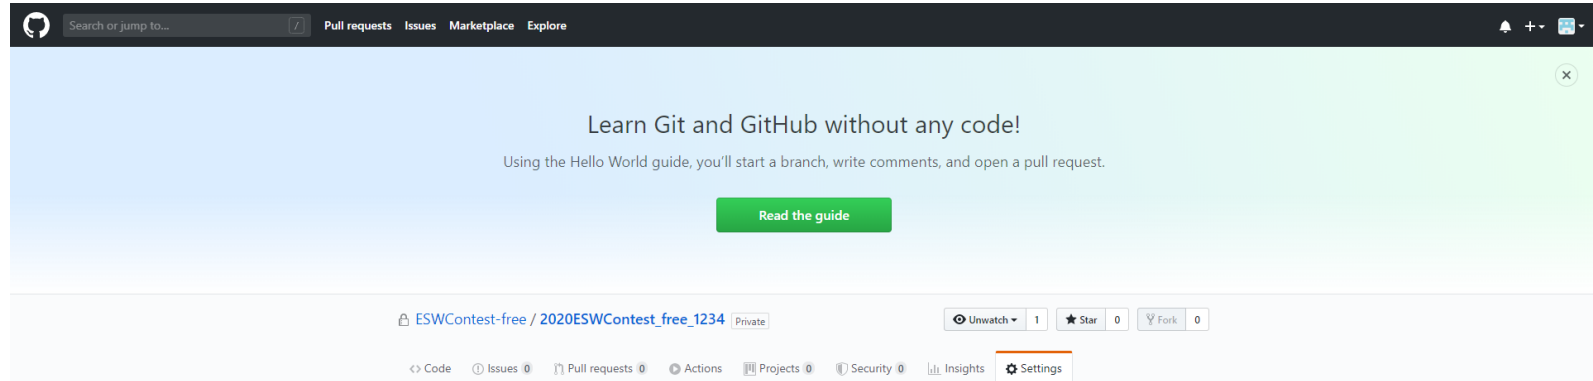 Search or jump to... / Pull requests Issues Marketplace Explore
Learn Git and GitHub without any code!
Using the Hello World guide, you'll start a branch, write comments, and open a pull request.
Read the guide
ESWContest-free / 2020ESWContest_free_1234 Private Unwatch 1 Star 0 Fork 0
Code Issues 0 Pull requests 0 Actions Projects 0 Security 0 Insights Settings